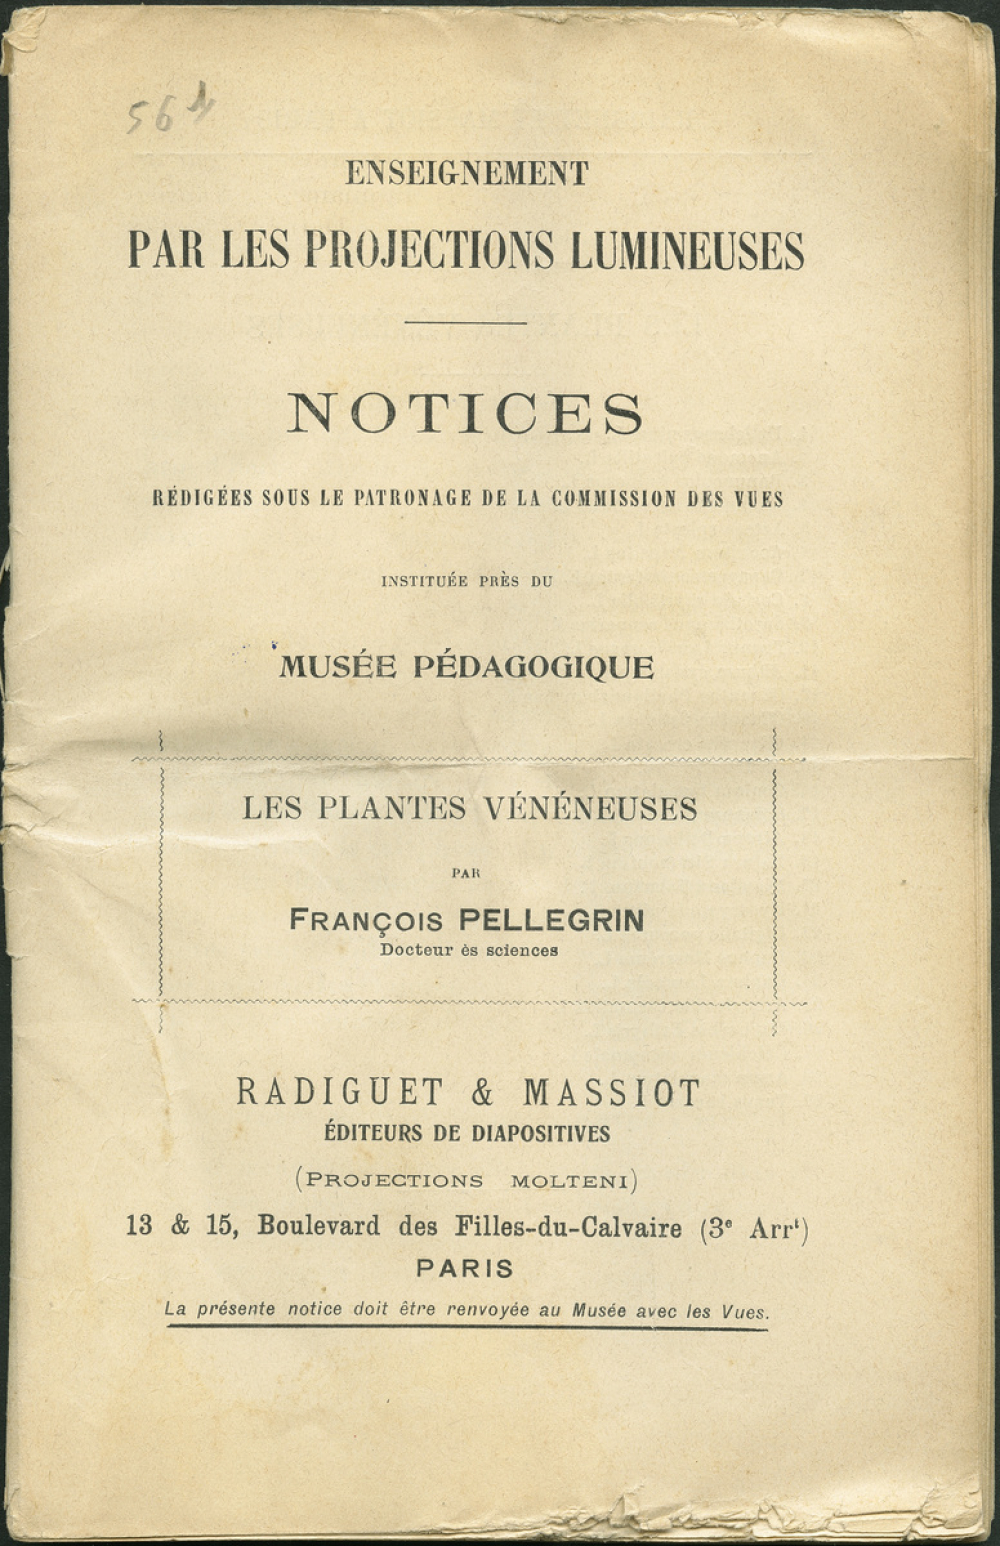 564
ENSEIGNEMENT
PAR LES PROJECTIONS LUMINEUSES
NOTICES
RÉDIGÉES SOUS LE PATRONAGE DE LA COMMISSION DES VUES
INSTITUÉE PRÈS DU
MUSÉE PÉDAGOGIQUE
LES PLANTES VÉNÉNEUSES
PAR
FRANÇOIS PELLEGRIN
Docteur ès sciences
RADIGUET & MASSIOT
ÉDITEURS DE DIAPOSITIVES
(PROJECTIONS MOLTENI)
13 & 15, Boulevard des Filles-du-Calvaire (3e Arrt)
PARIS
La présente notice doit être renvoyée au Musée avec les Vues.